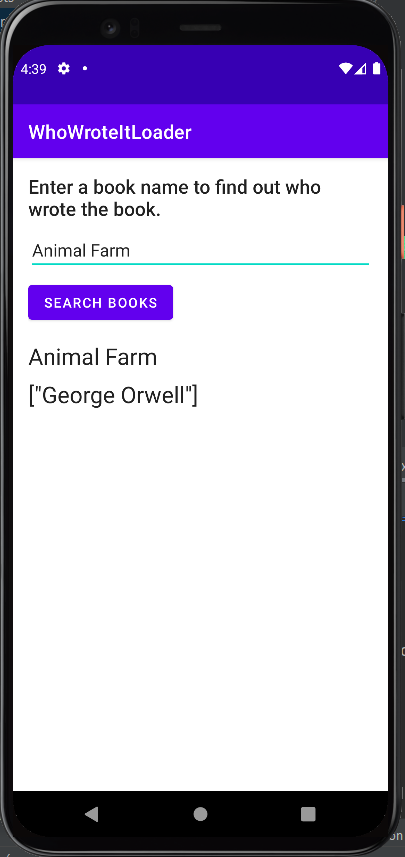 4:39
WhoWroteItLoader
Enter a book name to find out who
wrote the book.
Animal Farm
SEARCH BOOKS
Animal Farm
["George Orwell"]
on